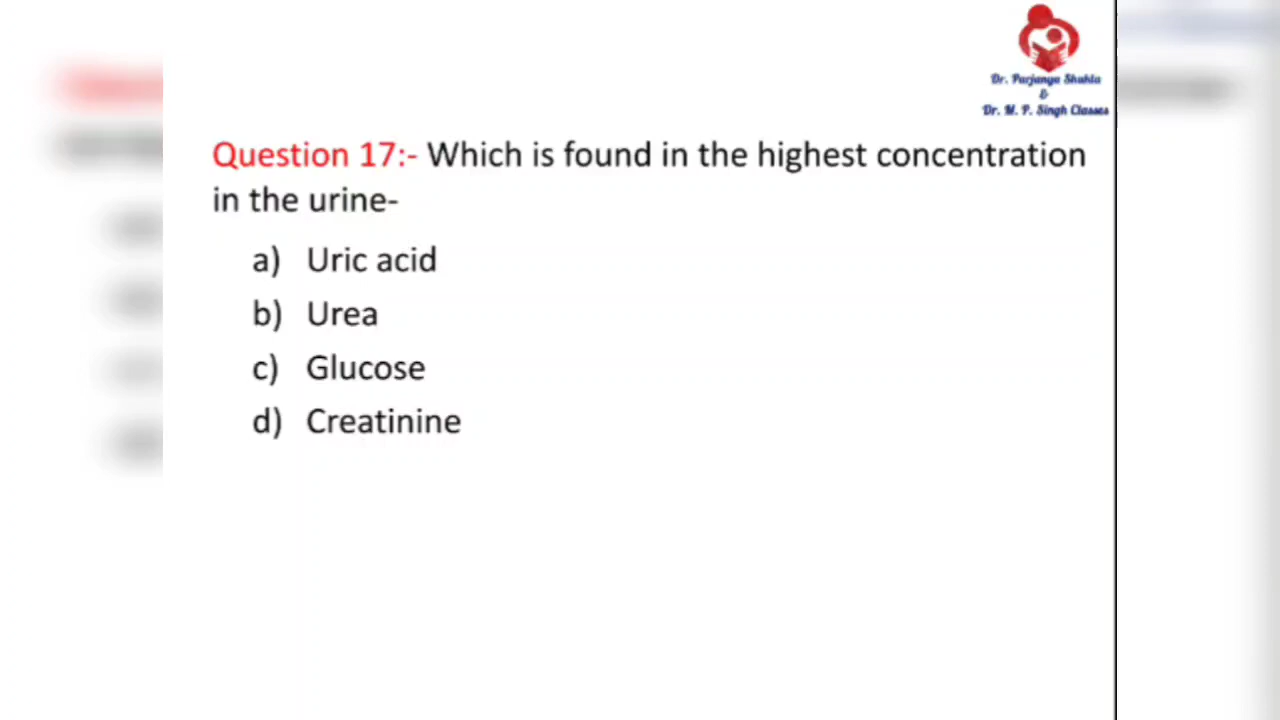 Dr. Parjanya Shukla
&
Dr. M. P. Singh Classes
Question 17:- Which is found in the highest concentration
in the urine-
a) Uric acid
b) Urea
c) Glucose
d) Creatinine